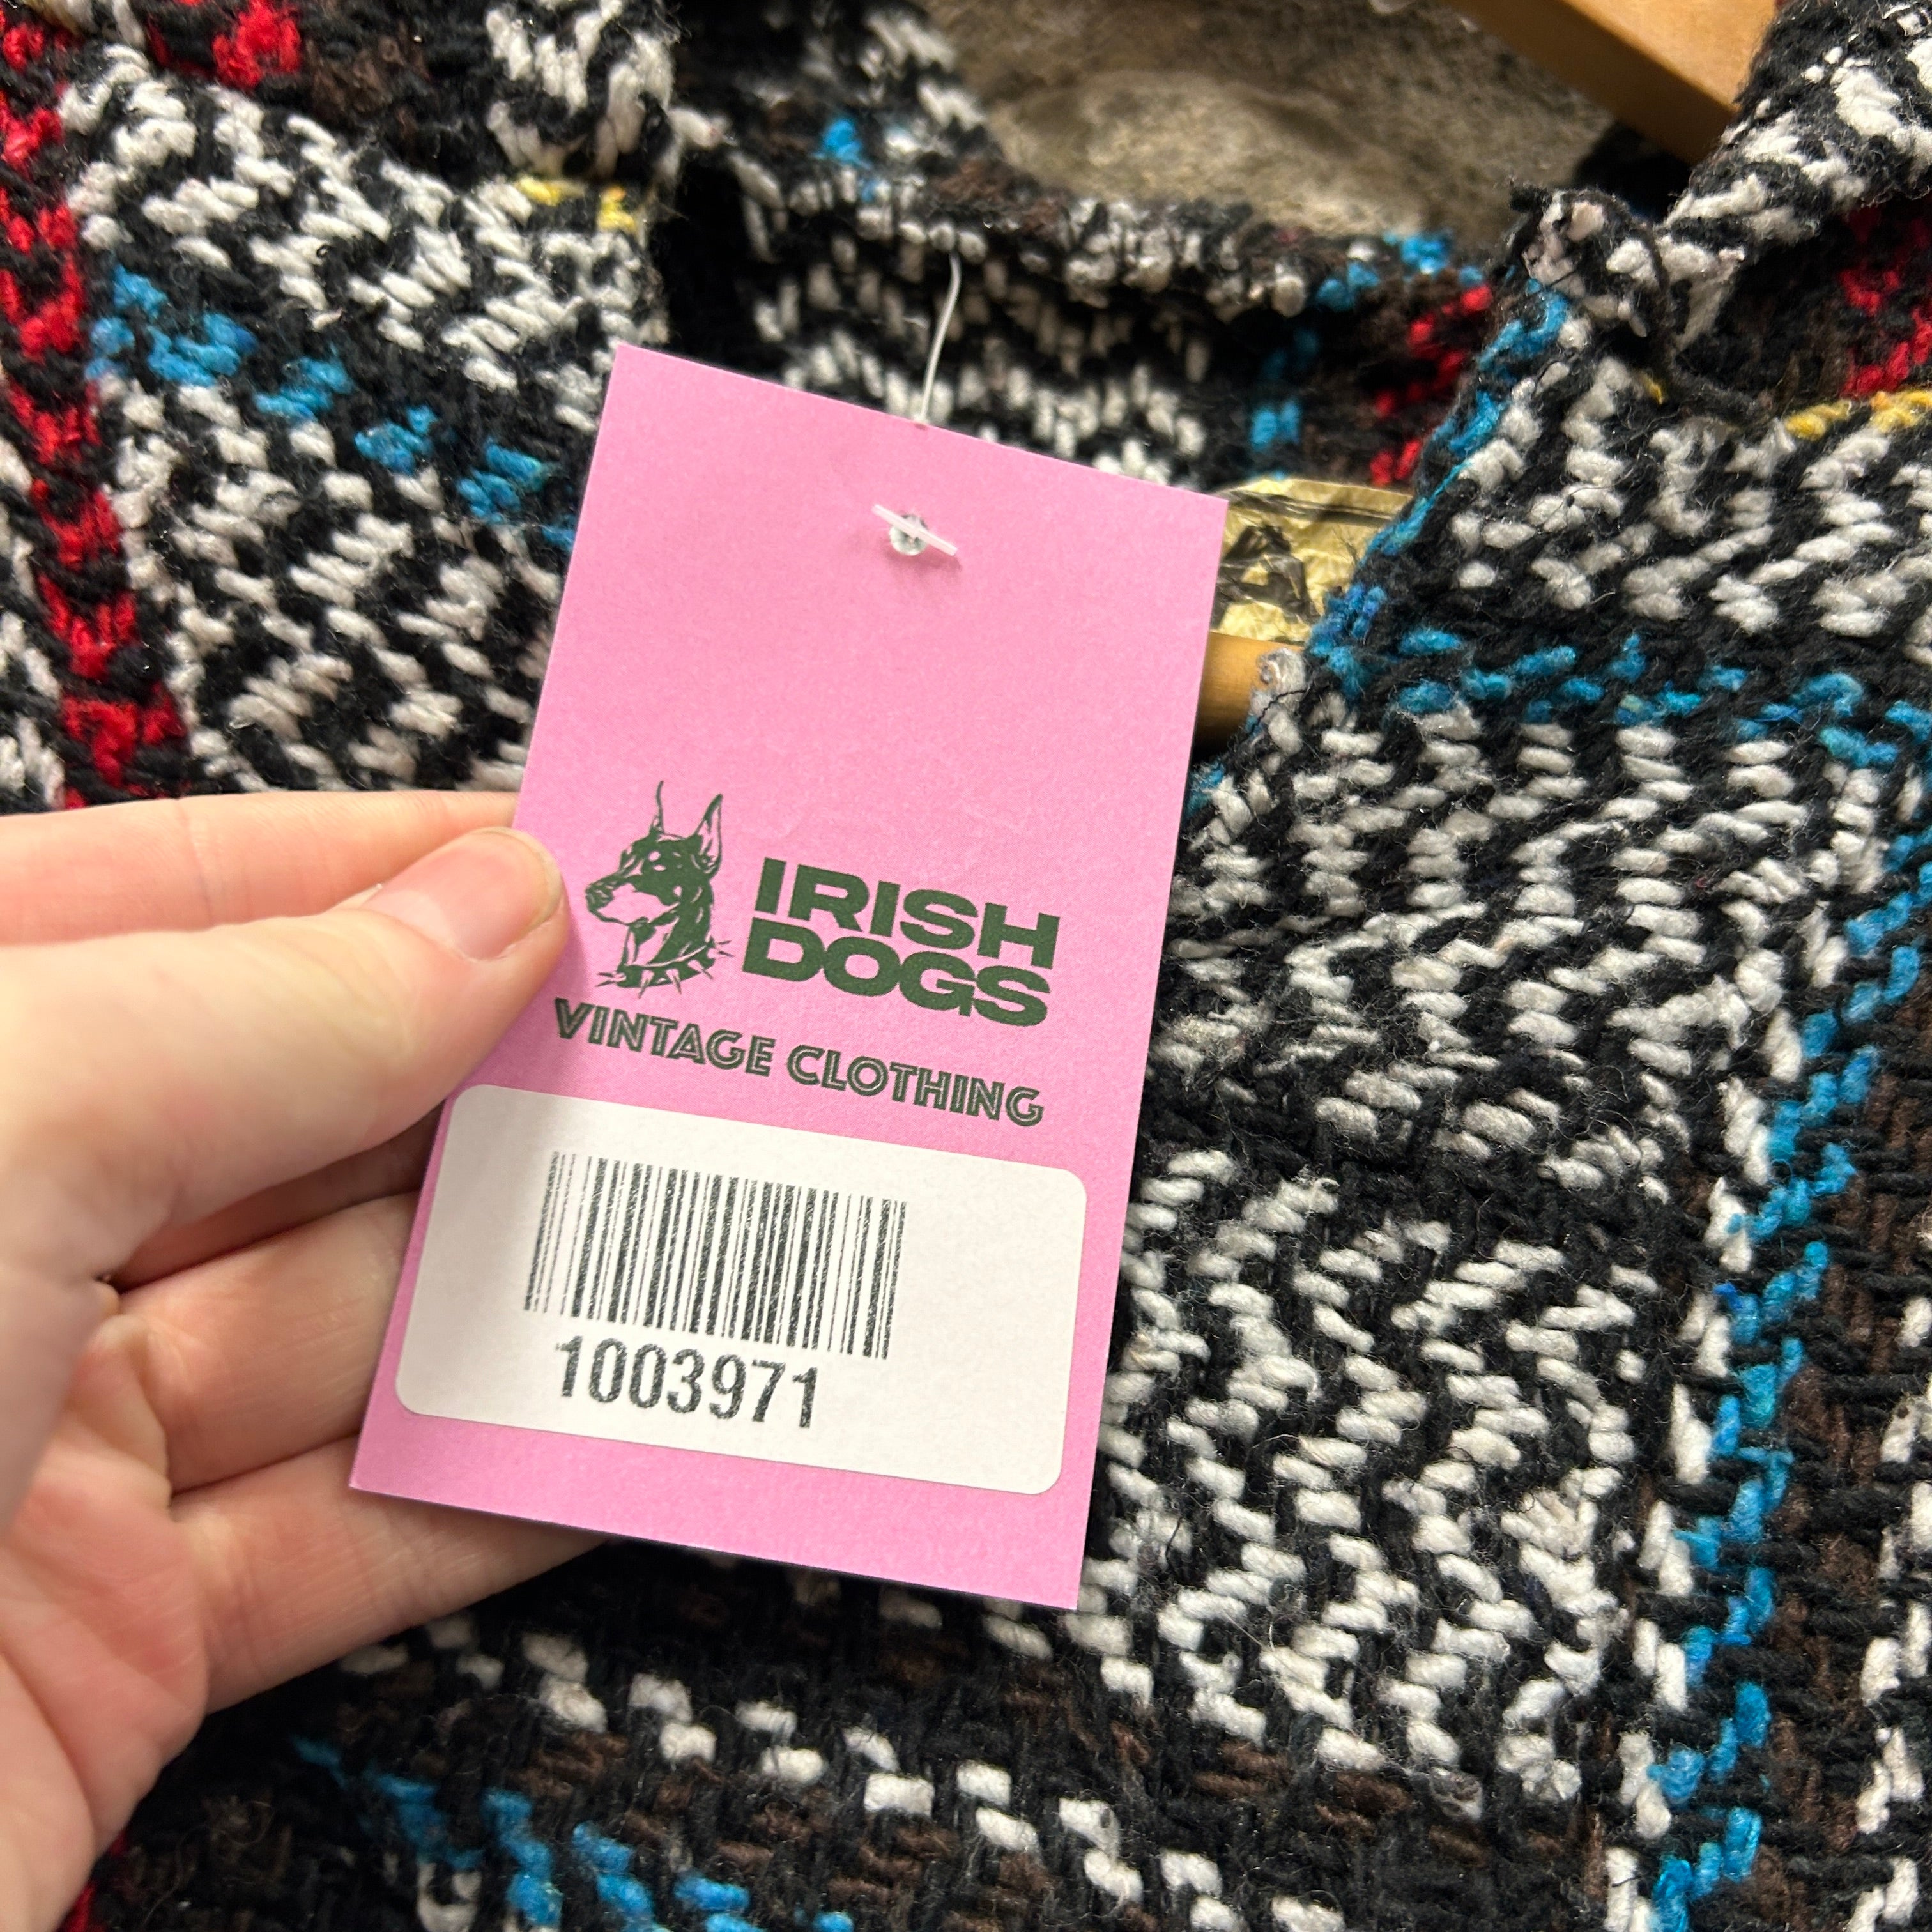 IRISH
DOGS
VINTAGE CLOTHING
1003971